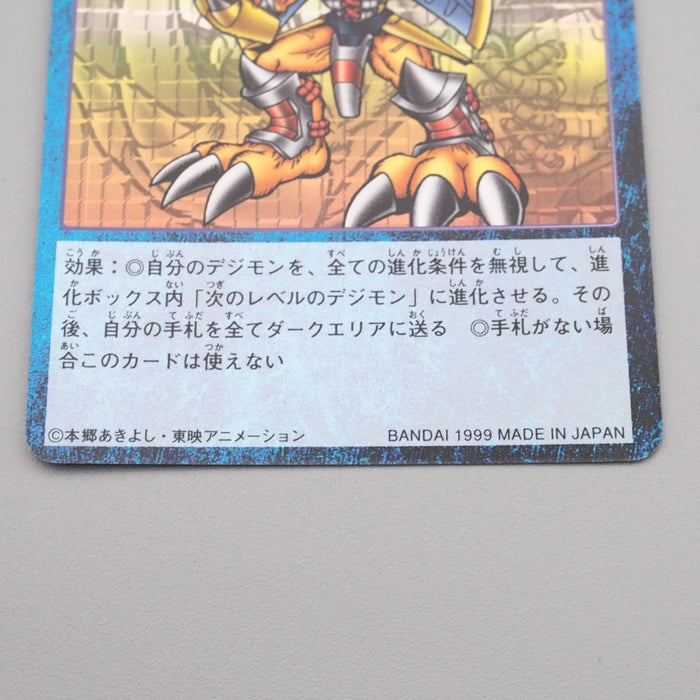 効果：◎自分のデジモンを、全ての進化条件を無視して、進
化ボックス内「次のレベルのデジモン」に進化させる。その
後、自分の手札を全てダークエリアに送る　◎手札がない場
合このカードは使えない
©本郷あきよし・東映アニメーション BANDAI 1999 MADE IN JAPAN